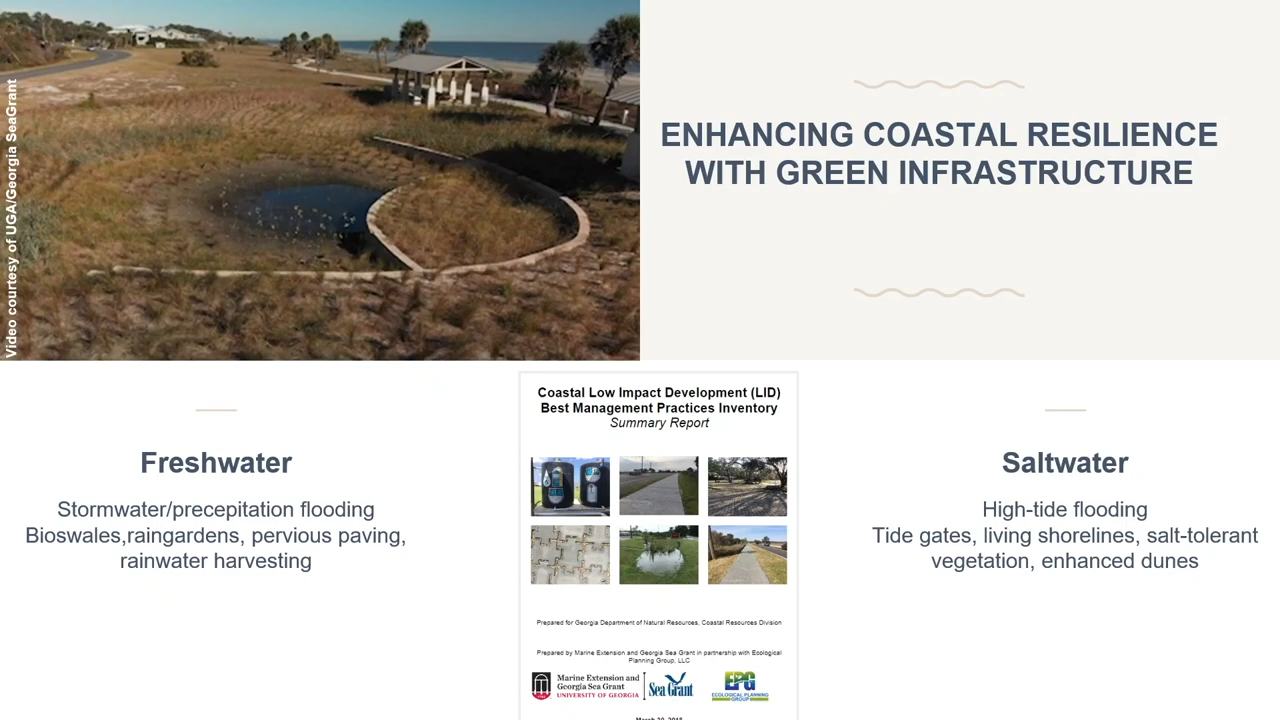 Video courtesy of UGA/Georgia SeaGrant
ENHANCING COASTAL RESILIENCE
WITH GREEN INFRASTRUCTURE
Freshwater
Stormwater/precepitation flooding
Bioswales,raingardens, pervious paving,
rainwater harvesting
Coastal Low Impact Development (LID)
Best Management Practices Inventory
Summary Report
Prepared for Georgia Department of Natural Resources, Coastal Resources Division
Prepared by Marine Extension and Georgia Sea Grant in partnership with Ecological
Planning Group, LLC
Marine Extension and
Georgia Sea Grant
UNIVERSITY OF GEORGIA
Sea Grant
EPG
ECOLOGICAL PLANNING
GROUP
Saltwater
High-tide flooding
Tide gates, living shorelines, salt-tolerant
vegetation, enhanced dunes